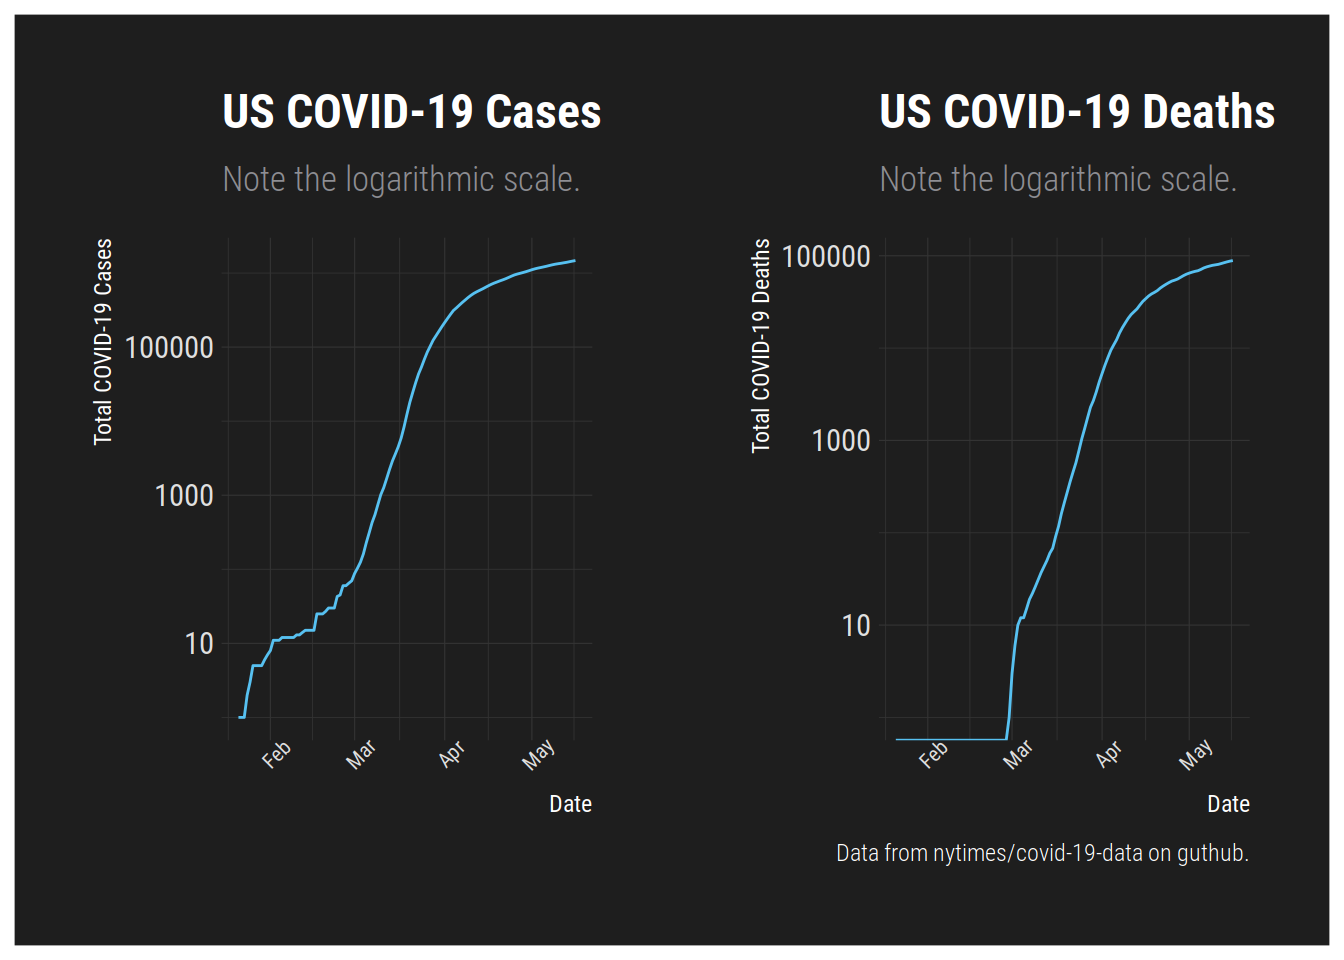 US COVID-19 Cases
Note the logarithmic scale.
Total COVID-19 Cases
100000
1000
10
Feb
Mar
Apr
May
Date
US COVID-19 Deaths
Note the logarithmic scale.
Total COVID-19 Deaths
100000
1000
10
Feb
Mar
Apr
May
Date
Data from nytimes/covid-19-data on guthub.